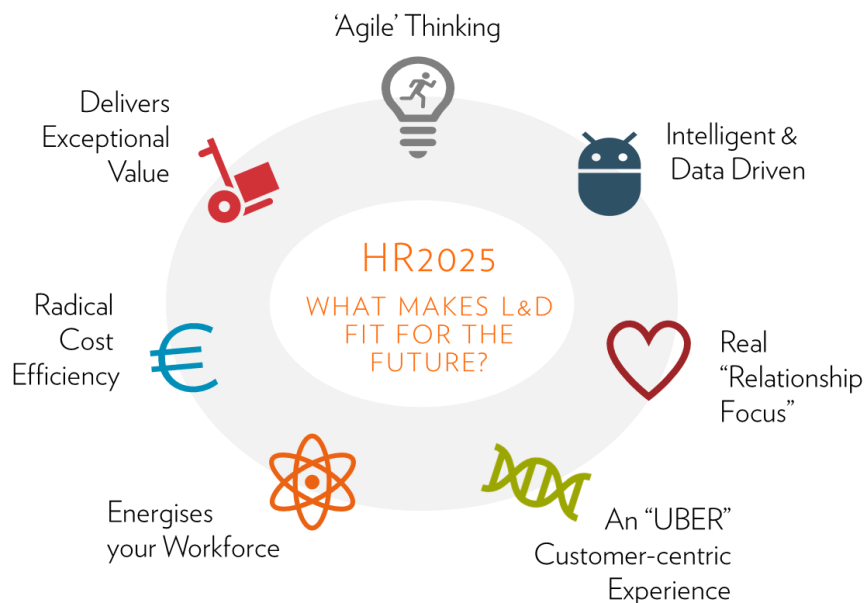 'Agile' Thinking
Delivers
Exceptional
Value
Intelligent &
Data Driven
HR2025
WHAT MAKES L&D
FIT FOR THE
FUTURE?
Radical
Cost
Efficiency
Real
“Relationship
Focus”
Energises
your Workforce
An “UBER”
Customer-centric
Experience